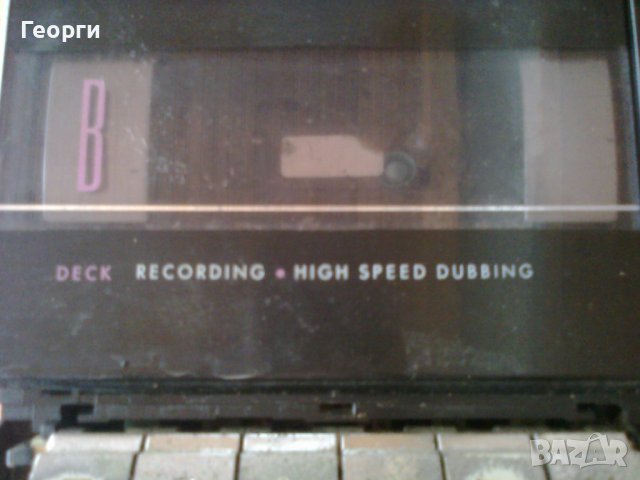 Георги
B
DECK RECORDING • HIGH SPEED DUBBING
BAZAR